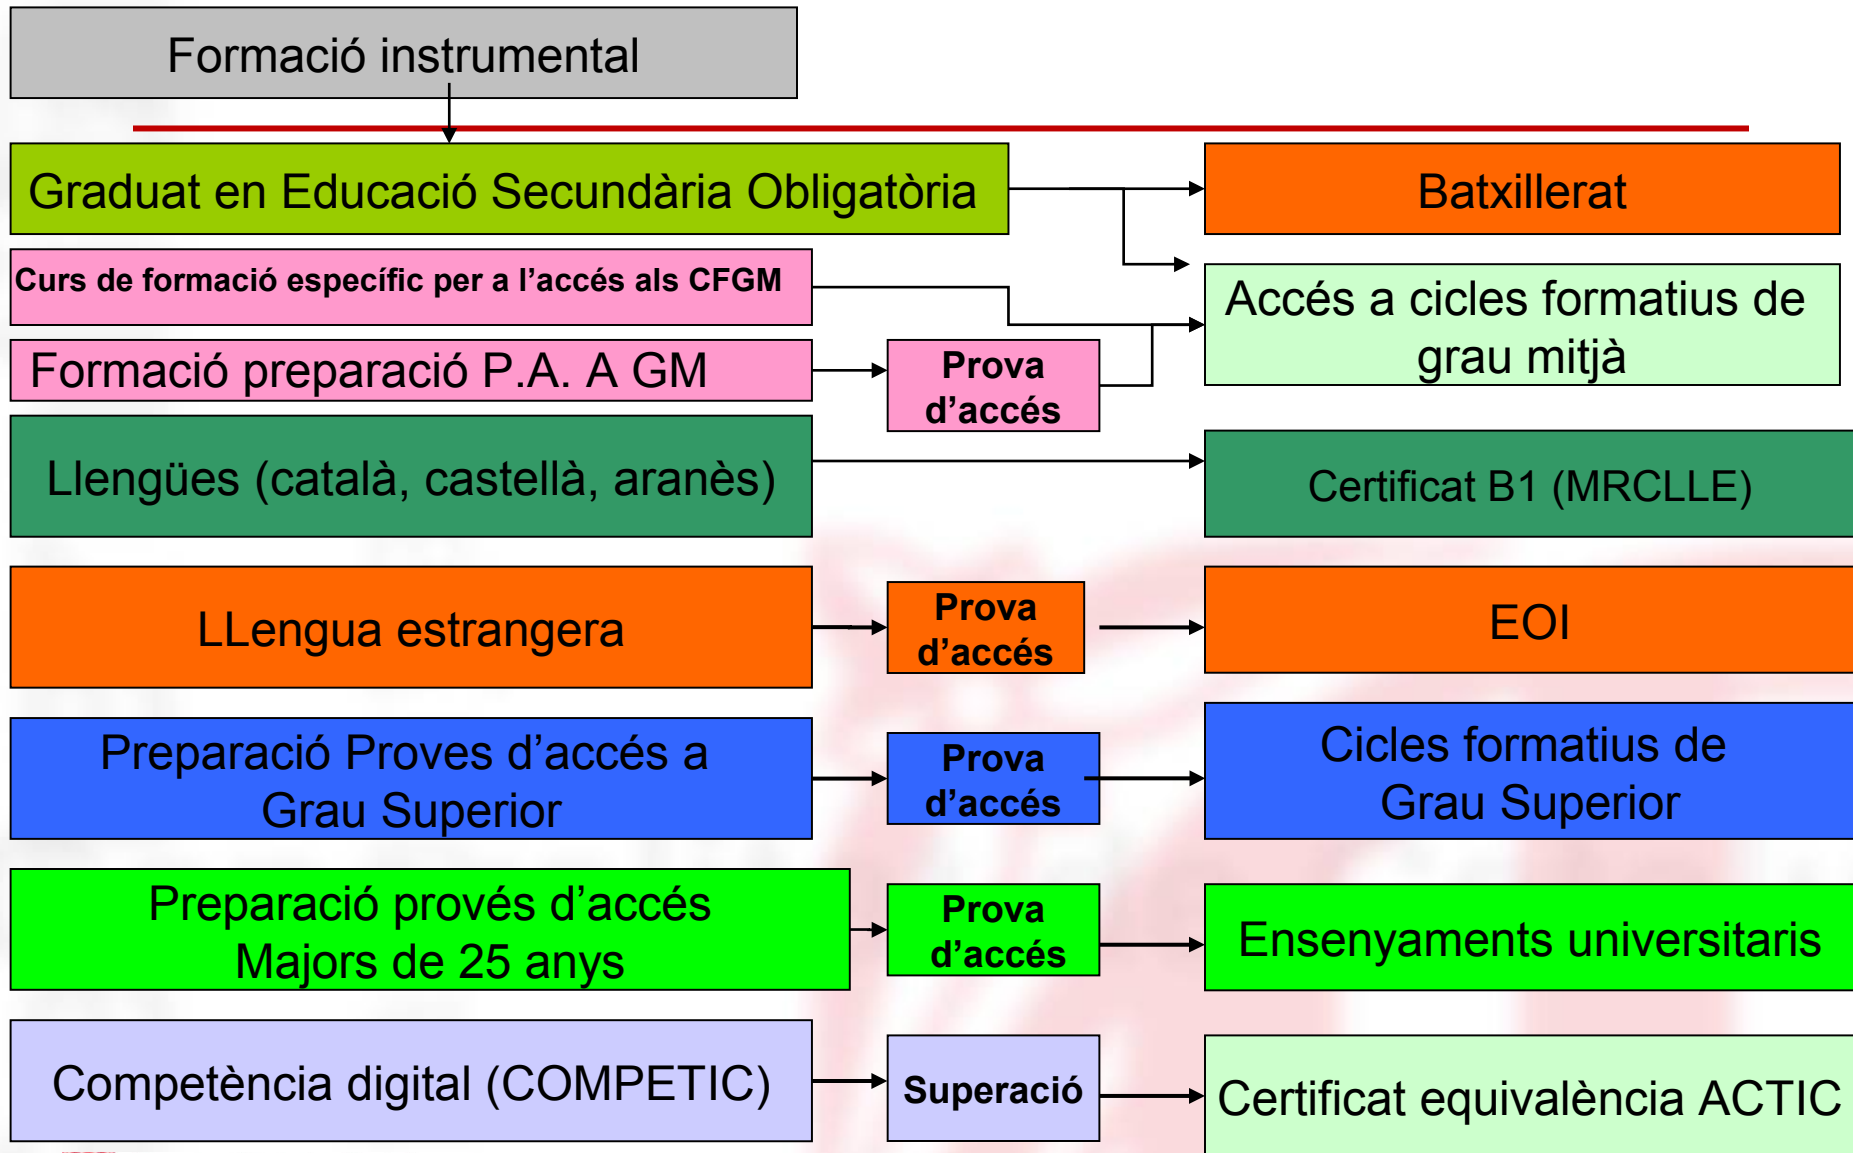 Formació instrumental
Graduat en Educació Secundària Obligatòria
Batxillerat
Curs de formació específic per a l’accés als CFGM
Accés a cicles formatius de
grau mitjà
Formació preparació P.A. A GM
Prova
d’accés
Llengües (català, castellà, aranès)
Certificat B1 (MRCLLE)
LLengua estrangera
Prova
d’accés
EOI
Preparació Proves d’accés a
Grau Superior
Prova
d’accés
Cicles formatius de
Grau Superior
Preparació provés d’accés
Majors de 25 anys
Prova
d’accés
Ensenyaments universitaris
Competència digital (COMPETIC)
Superació
Certificat equivalència ACTIC